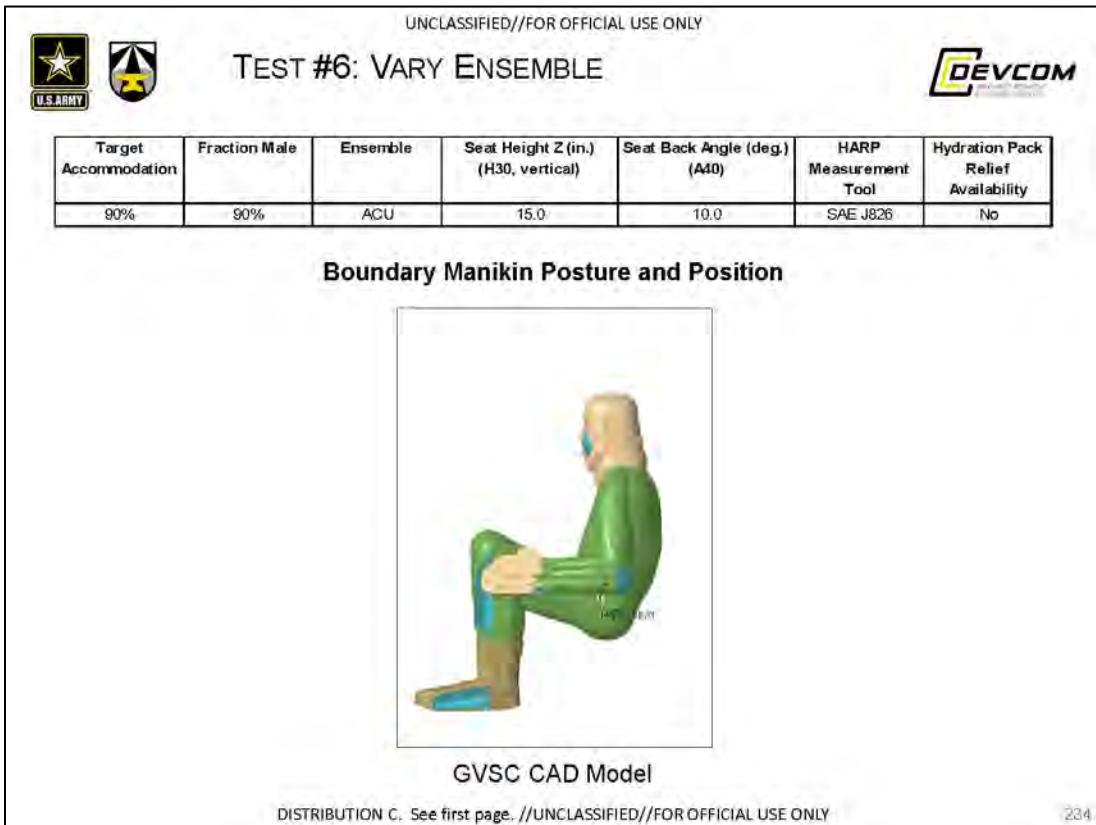 UNCLASSIFIED//FOR OFFICIAL USE ONLY
U.S.ARMY
TEST #6: VARY ENSEMBLE
DEVCOM
Target Accommodation Fraction Male Ensemble Seat Height Z (in.) (H30, vertical) Seat Back Angle (deg.) (A40) HARP Measurement Tool Hydration Pack Relief Availability
90% 90% ACU 15.0 10.0 SAE J826 No
Boundary Manikin Posture and Position
GVSC CAD Model
DISTRIBUTION C. See first page. //UNCLASSIFIED//FOR OFFICIAL USE ONLY
234